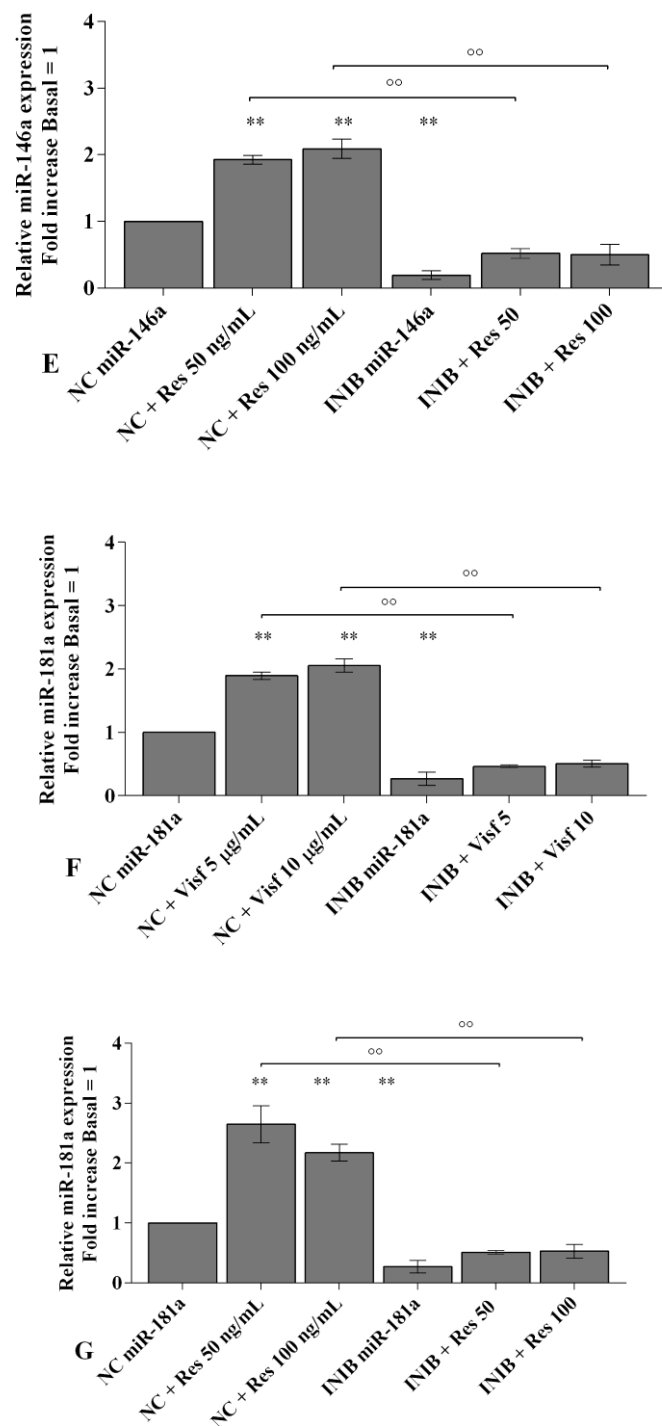 Relative miR-146a expression
Fold increase Basal = 1
4
3
2
1
0
°°
°°
**
**
**
NC miR-146a
NC + Res 50 ng/mL
NC + Res 100 ng/mL
INIB miR-146a
INIB + Res 50
INIB + Res 100
E
Relative miR-181a expression
Fold increase Basal = 1
4
3
2
1
0
°°
°°
**
**
**
NC miR-181a
NC + Visf 5 µg/mL
NC + Visf 10 µg/mL
INIB miR-181a
INIB + Visf 5
INIB + Visf 10
F
Relative miR-181a expression
Fold increase Basal = 1
4
3
2
1
0
°°
°°
**
**
**
NC miR-181a
NC + Res 50 ng/mL
NC + Res 100 ng/mL
INIB miR-181a
INIB + Res 50
INIB + Res 100
G